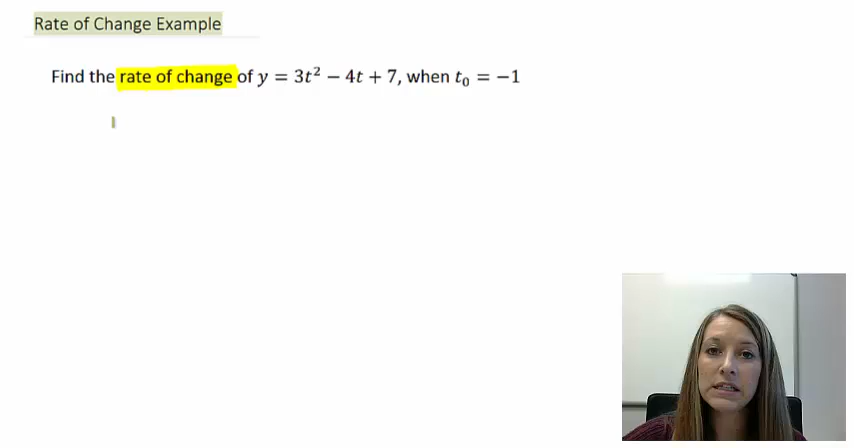 Rate of Change Example
Find the rate of change of y = 3t² − 4t + 7, when t₀ = −1